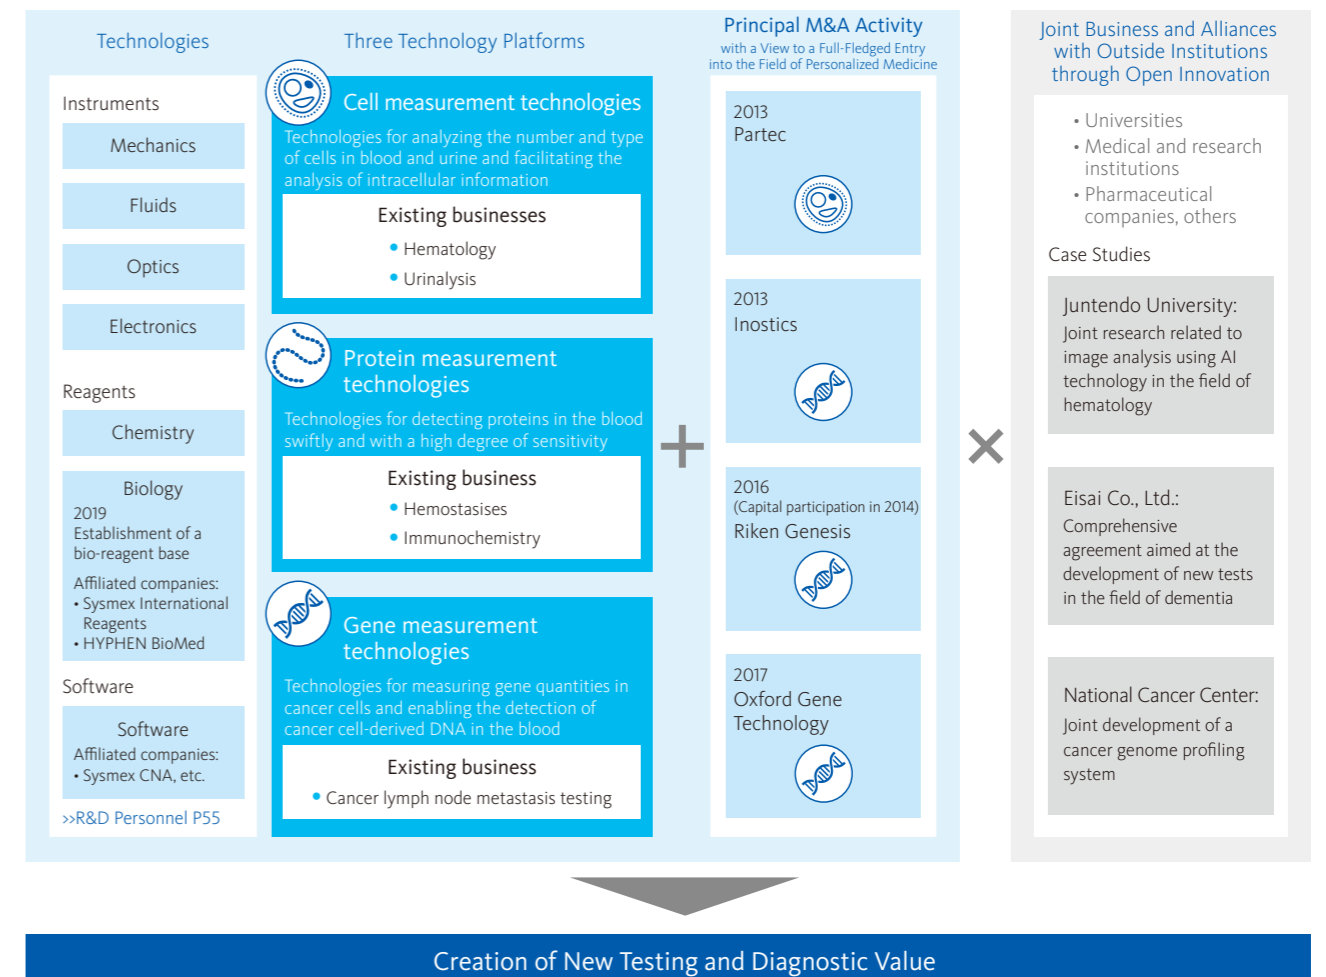 Technologies
Instruments
Mechanics
Fluids
Optics
Electronics
Reagents
Chemistry
Biology
2019
Establishment of a
bio-reagent base
Affiliated companies:
• Sysmex International
Reagents
• HYPHEN BioMed
Software
Software
Affiliated companies:
• Sysmex CNA, etc.
>>R&D Personnel P55
Three Technology Platforms
Cell measurement technologies
Technologies for analyzing the number and type
of cells in blood and urine and facilitating the
analysis of intracellular information
Existing businesses
• Hematology
• Urinalysis
Protein measurement
technologies
Technologies for detecting proteins in the blood
swiftly and with a high degree of sensitivity
Existing business
• Hemostasises
• Immunochemistry
Gene measurement
technologies
Technologies for measuring gene quantities in
cancer cells and enabling the detection of
cancer cell-derived DNA in the blood
Existing business
• Cancer lymph node metastasis testing
+
Principal M&A Activity
with a View to a Full-Fledged Entry
into the Field of Personalized Medicine
2013
Partec
2013
Inostics
2016
(Capital participation in 2014)
Riken Genesis
2017
Oxford Gene
Technology
×
Joint Business and Alliances
with Outside Institutions
through Open Innovation
• Universities
• Medical and research
institutions
• Pharmaceutical
companies, others
Case Studies
Juntendo University:
Joint research related to
image analysis using AI
technology in the field of
hematology
Eisai Co., Ltd.:
Comprehensive
agreement aimed at the
development of new tests
in the field of dementia
National Cancer Center:
Joint development of a
cancer genome profiling
system
Creation of New Testing and Diagnostic Value